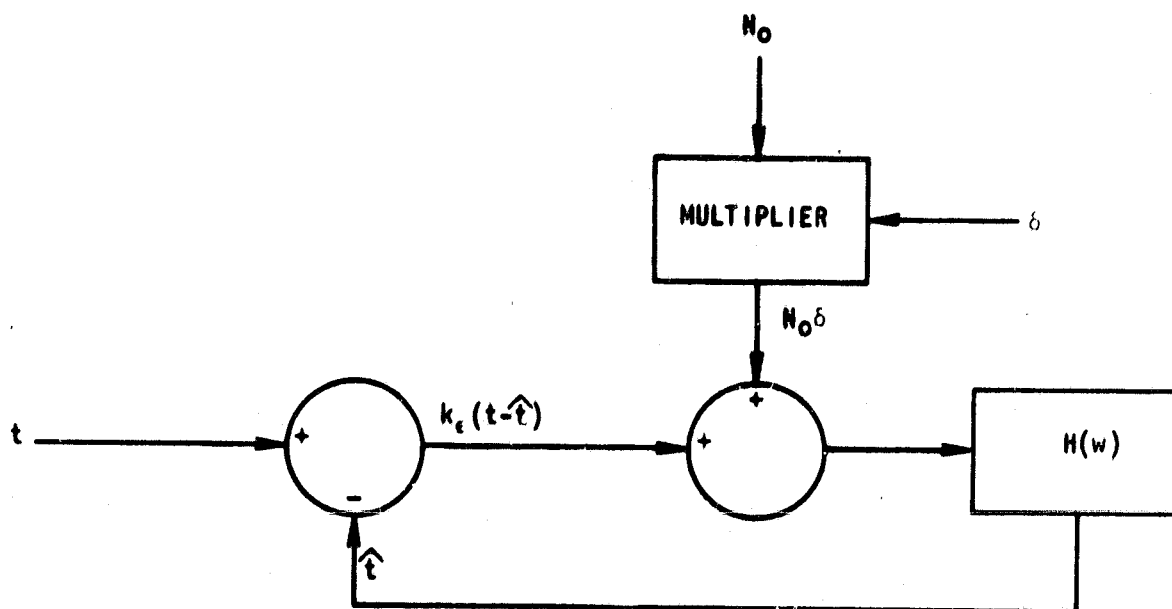 N₀
MULTIPLIER
δ
N₀δ
+
k_ε(t-t̂)
t
+
+
H(w)
-
t̂